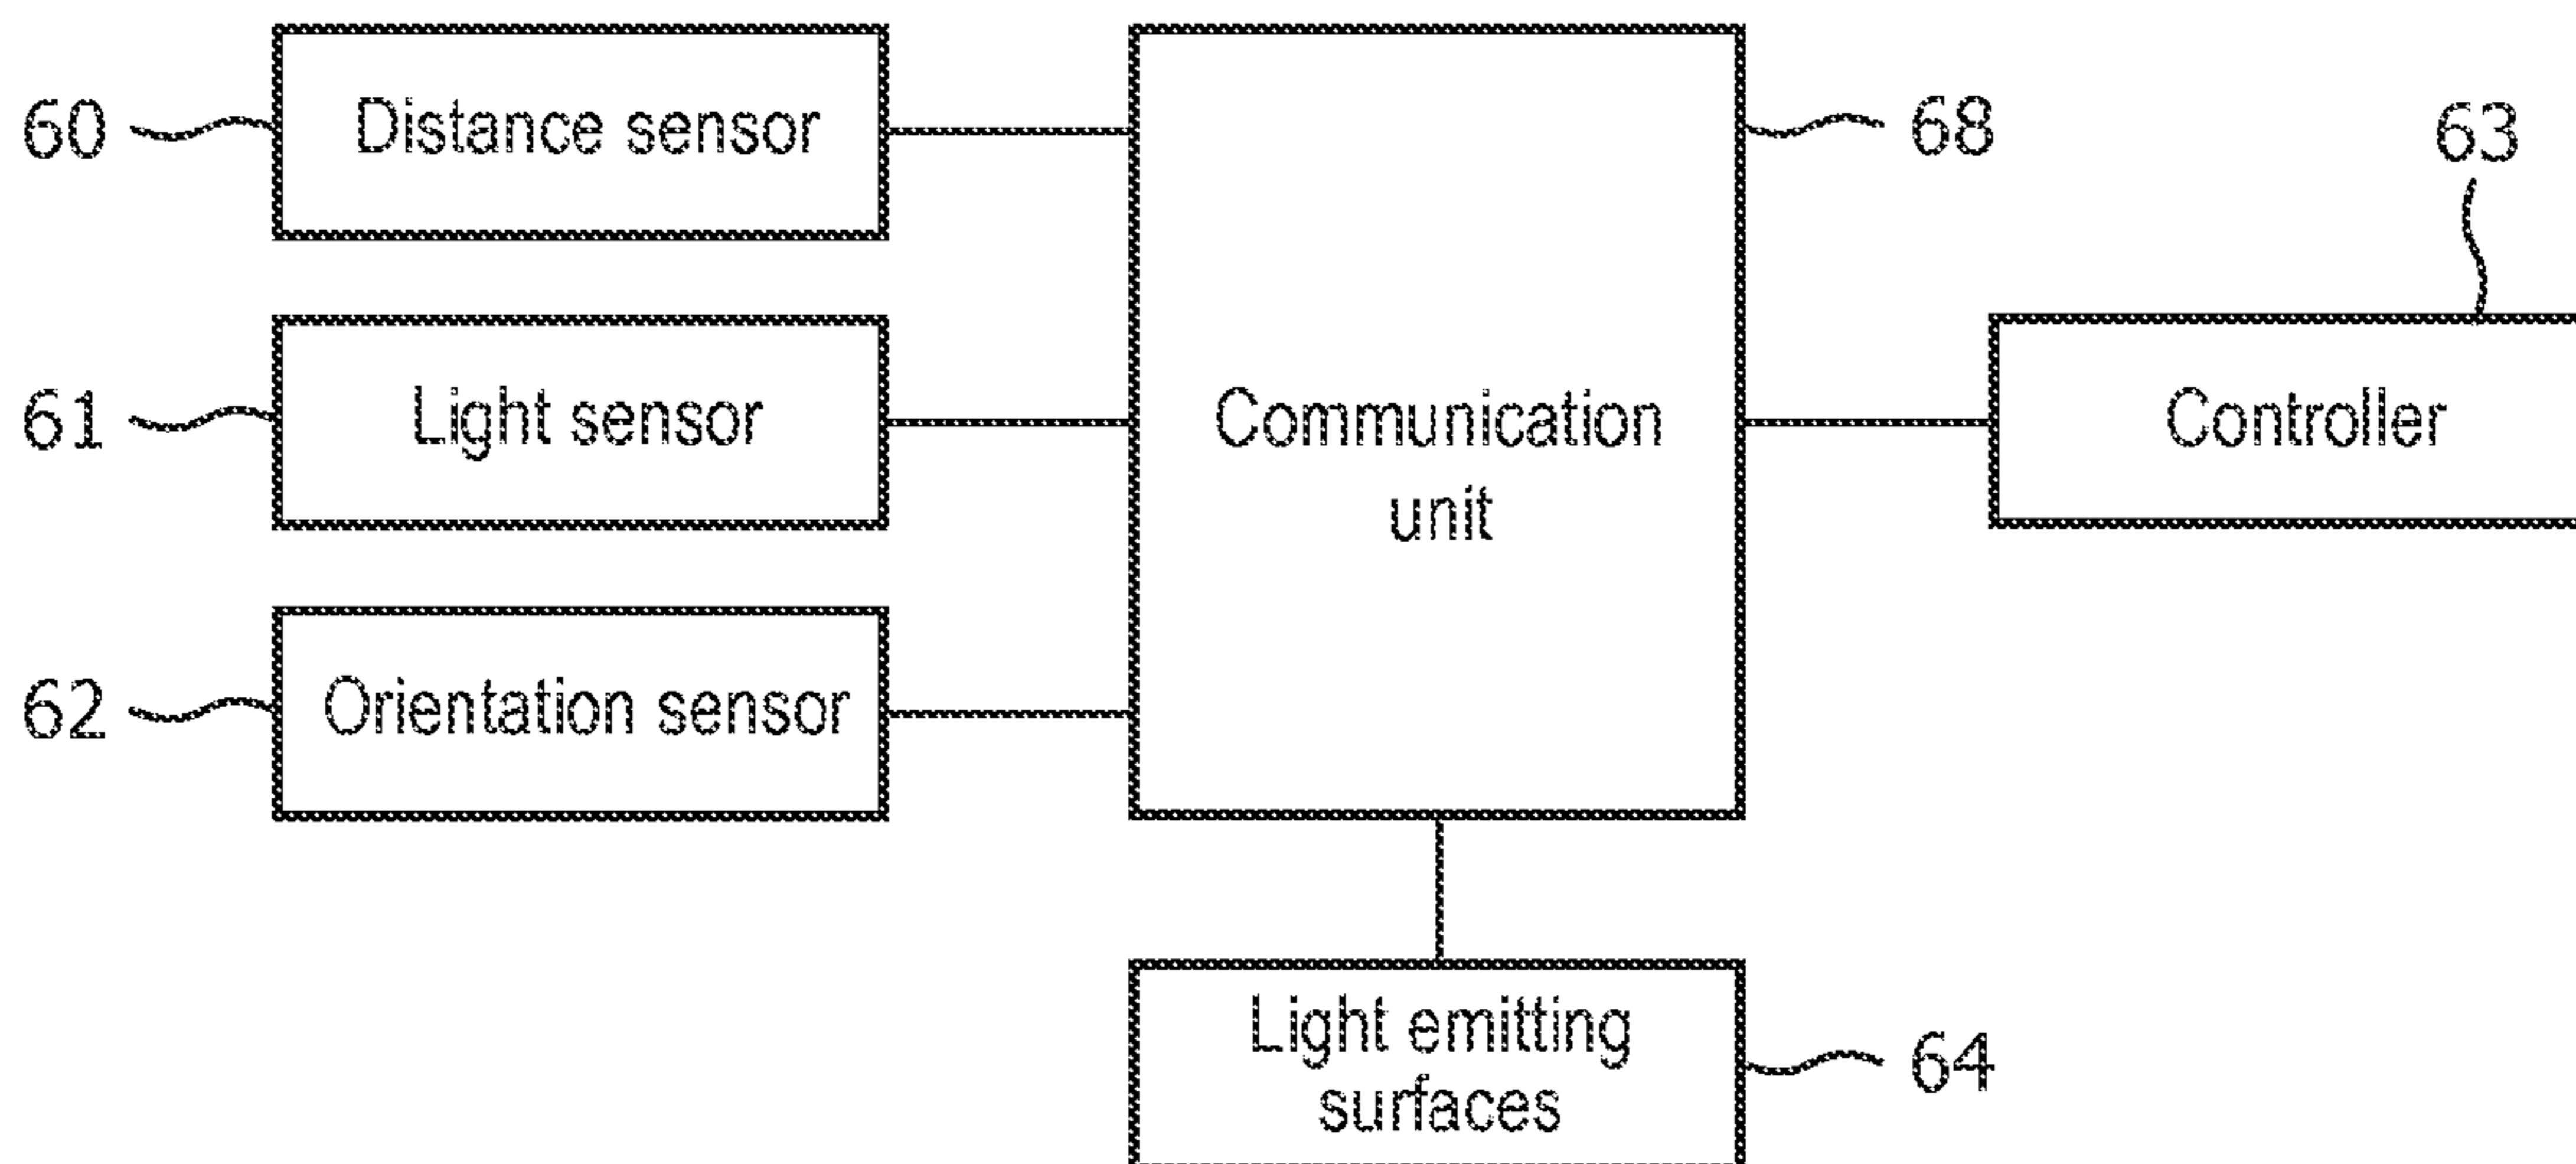 60
Distance sensor
68
63
61
Light sensor
Communication
unit
Controller
62
Orientation sensor
Light emitting
surfaces
64